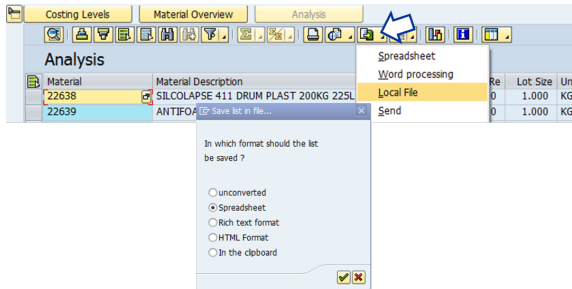 Costing Levels Material Overview Analysis
Analysis
Spreadsheet
Word processing
Local File
Send
Material Material Description Re Lot Size Un
22638 SILCOLAPSE 411 DRUM PLAST 200KG 225L 0 1.000 KG
22639 ANTIFOA 0 1.000 KG
Save list in file...
In which format should the list
be saved ?
unconverted
Spreadsheet
Rich text format
HTML Format
In the clipboard